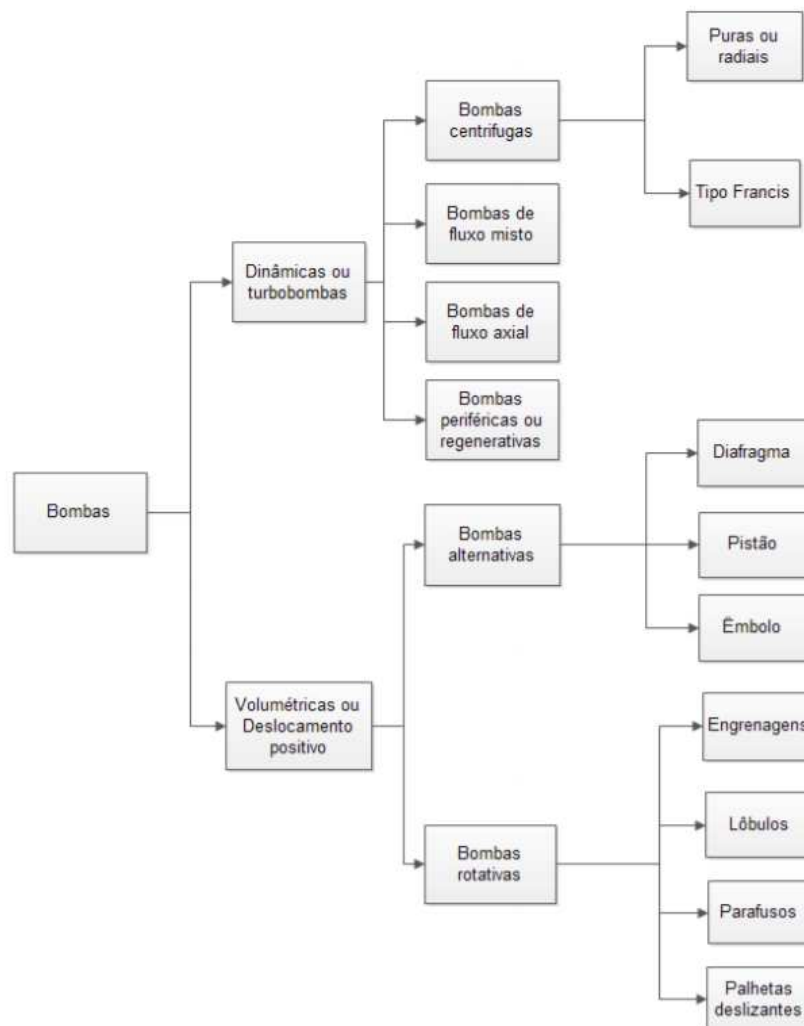 Puras ou
radiais
Bombas
centrifugas
Tipo Francis
Bombas de
fluxo misto
Dinâmicas ou
turbobombas
Bombas de
fluxo axial
Bombas
periféricas ou
regenerativas
Diafragma
Bombas
Bombas
alternativas
Pistão
Êmbolo
Volumétricas ou
Deslocamento
positivo
Engrenagens
Lôbulos
Bombas
rotativas
Parafusos
Palhetas
deslizantes